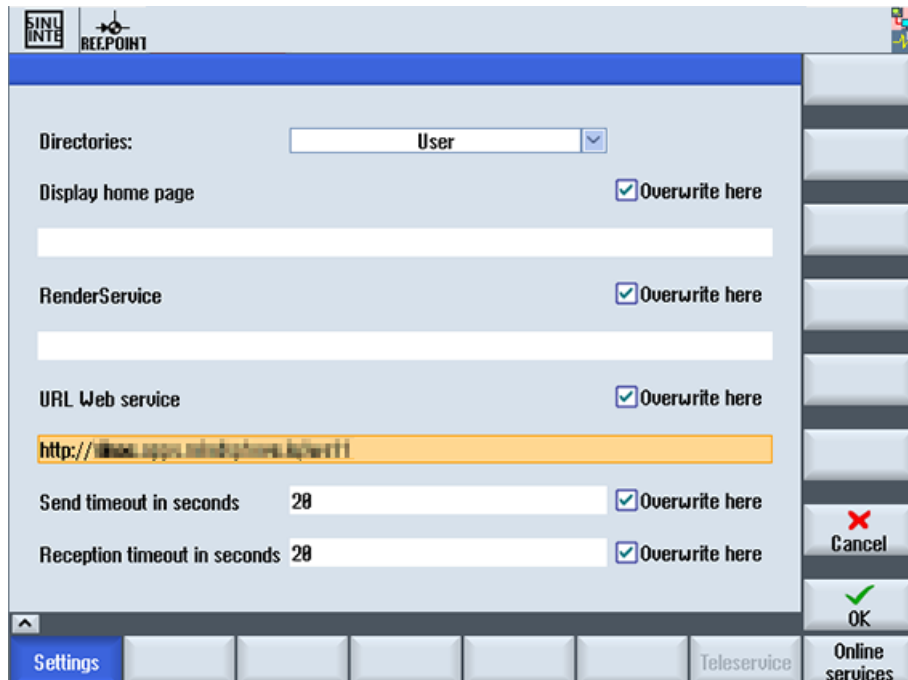 SINU
INTE
REF.POINT
Directories: User
Display home page Overwrite here
RenderService Overwrite here
URL Web service Overwrite here
http://
Send timeout in seconds 20 Overwrite here
Reception timeout in seconds 20 Overwrite here
Cancel
OK
Settings Teleservice Online services